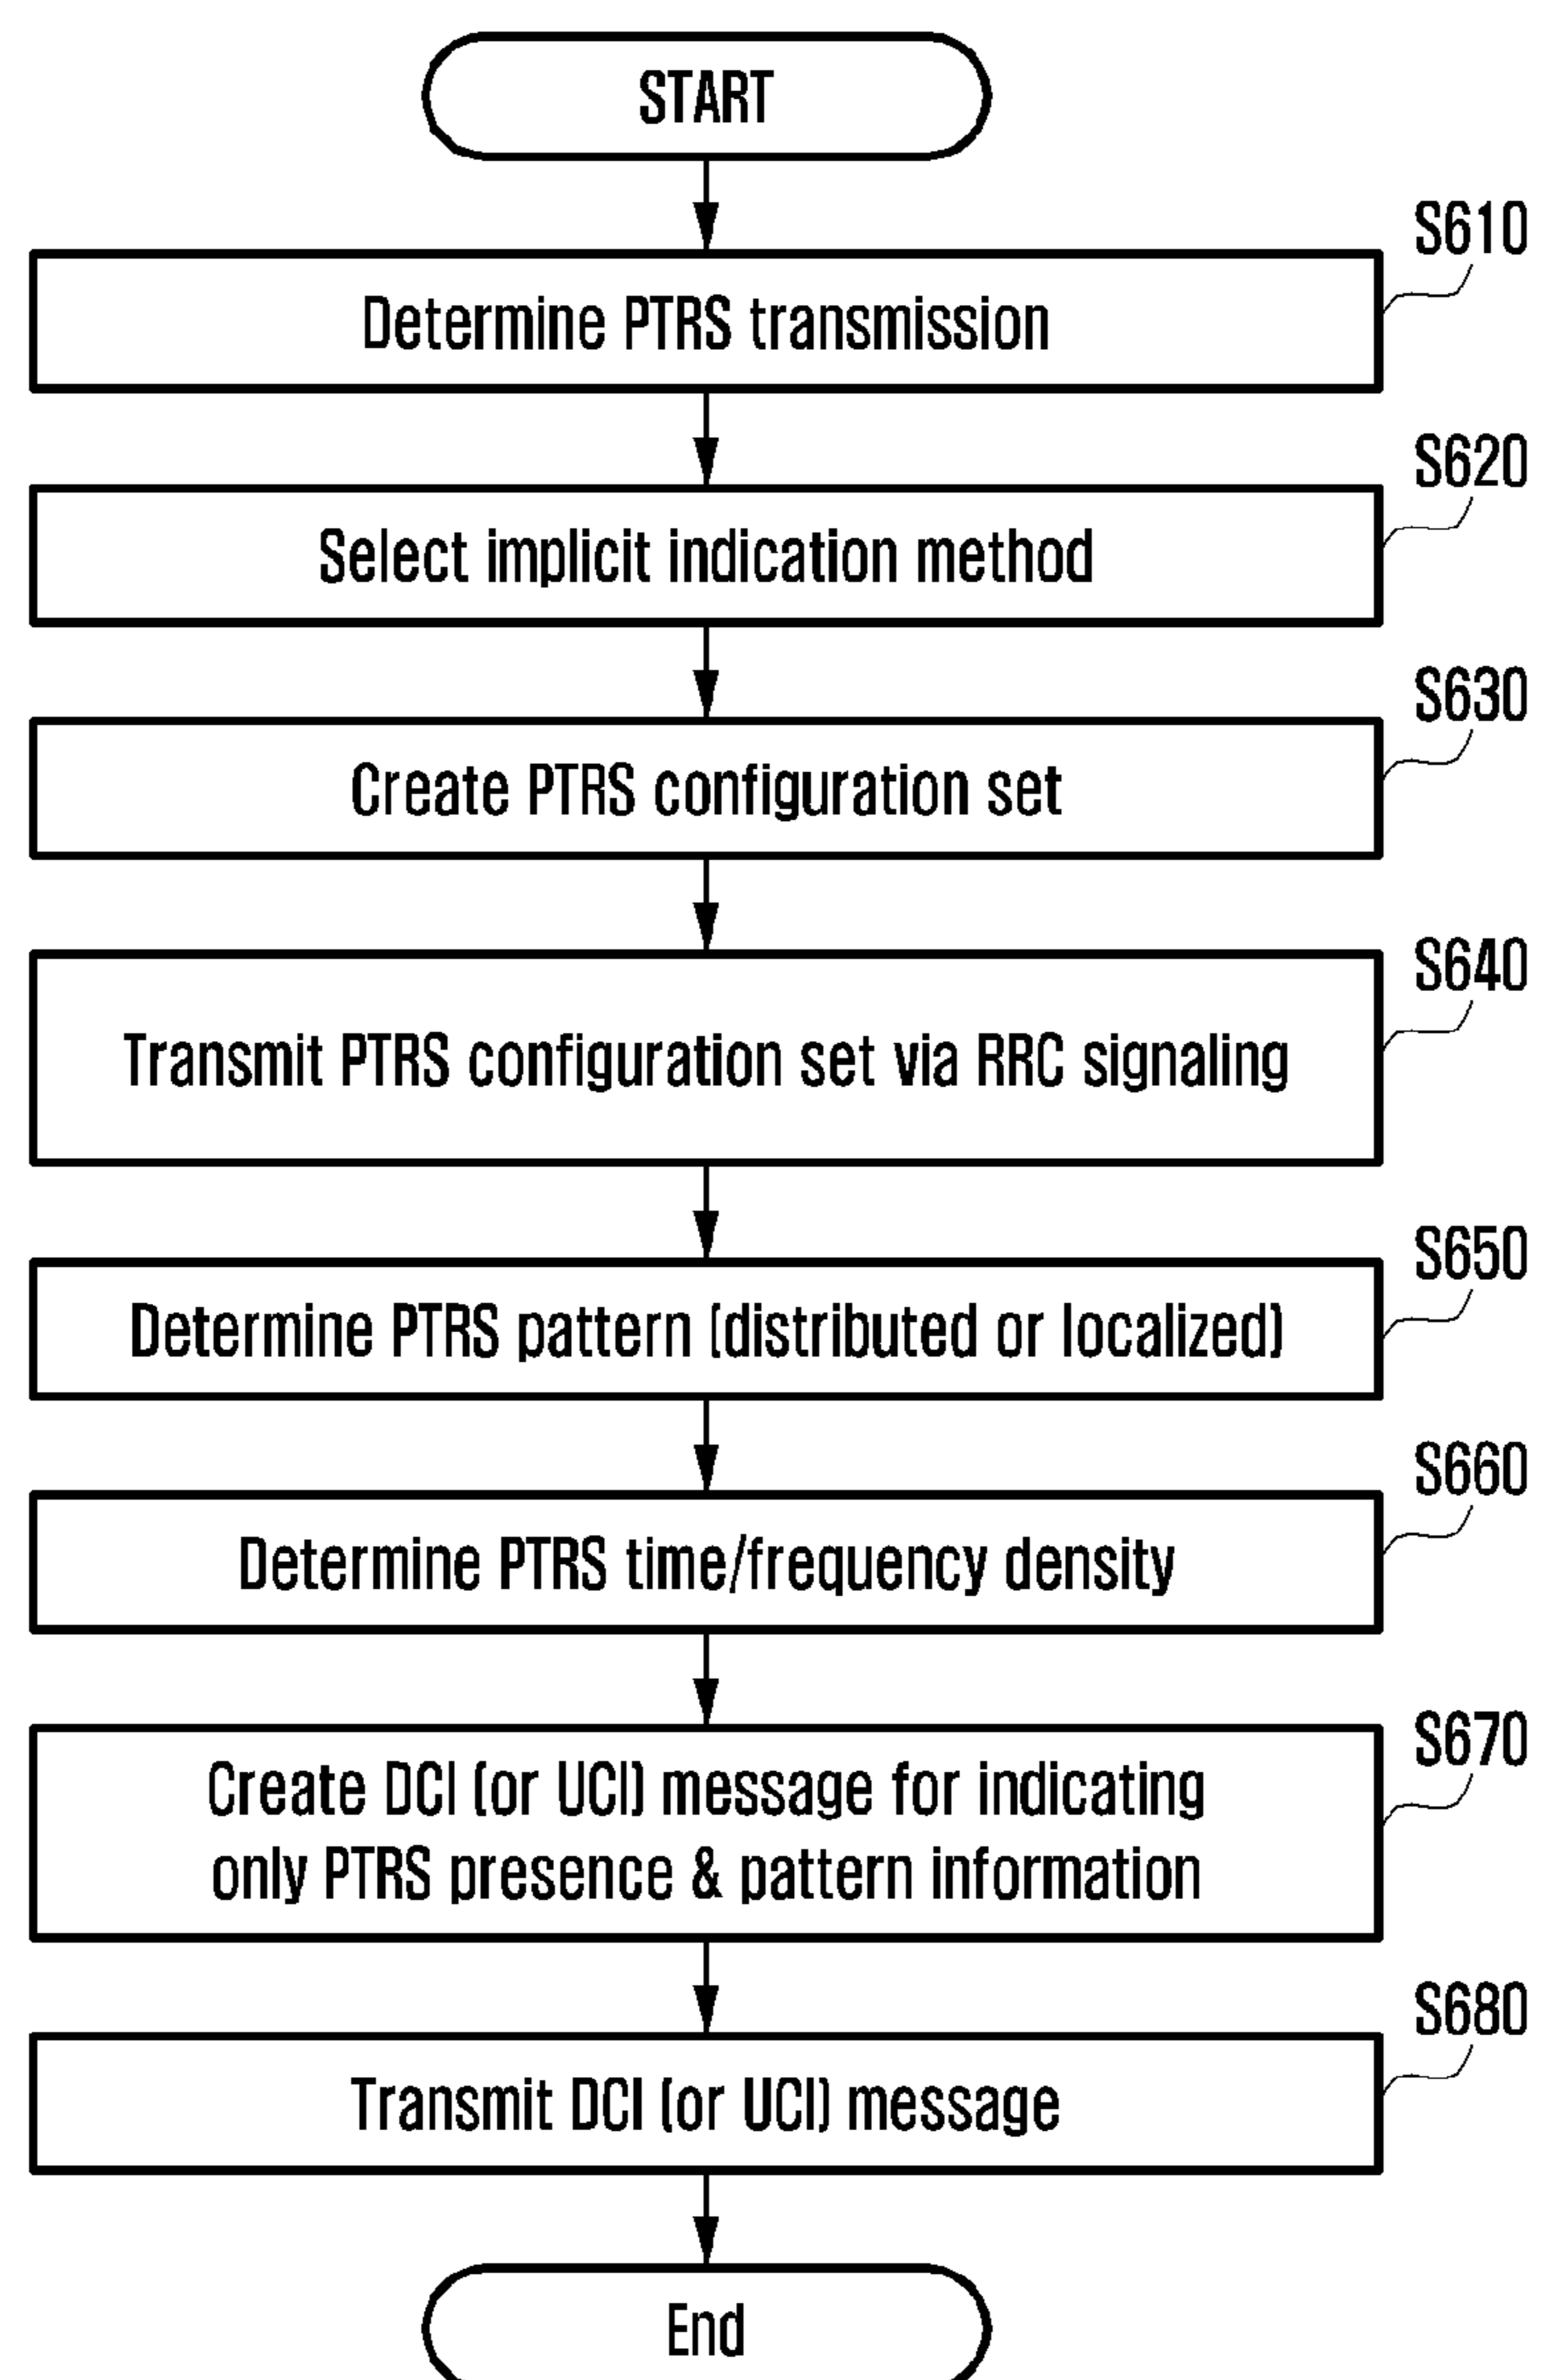 START
S610
Determine PTRS transmission
S620
Select implicit indication method
S630
Create PTRS configuration set
S640
Transmit PTRS configuration set via RRC signaling
S650
Determine PTRS pattern (distributed or localized)
S660
Determine PTRS time/frequency density
S670
Create DCI (or UCI) message for indicating
only PTRS presence & pattern information
S680
Transmit DCI (or UCI) message
End